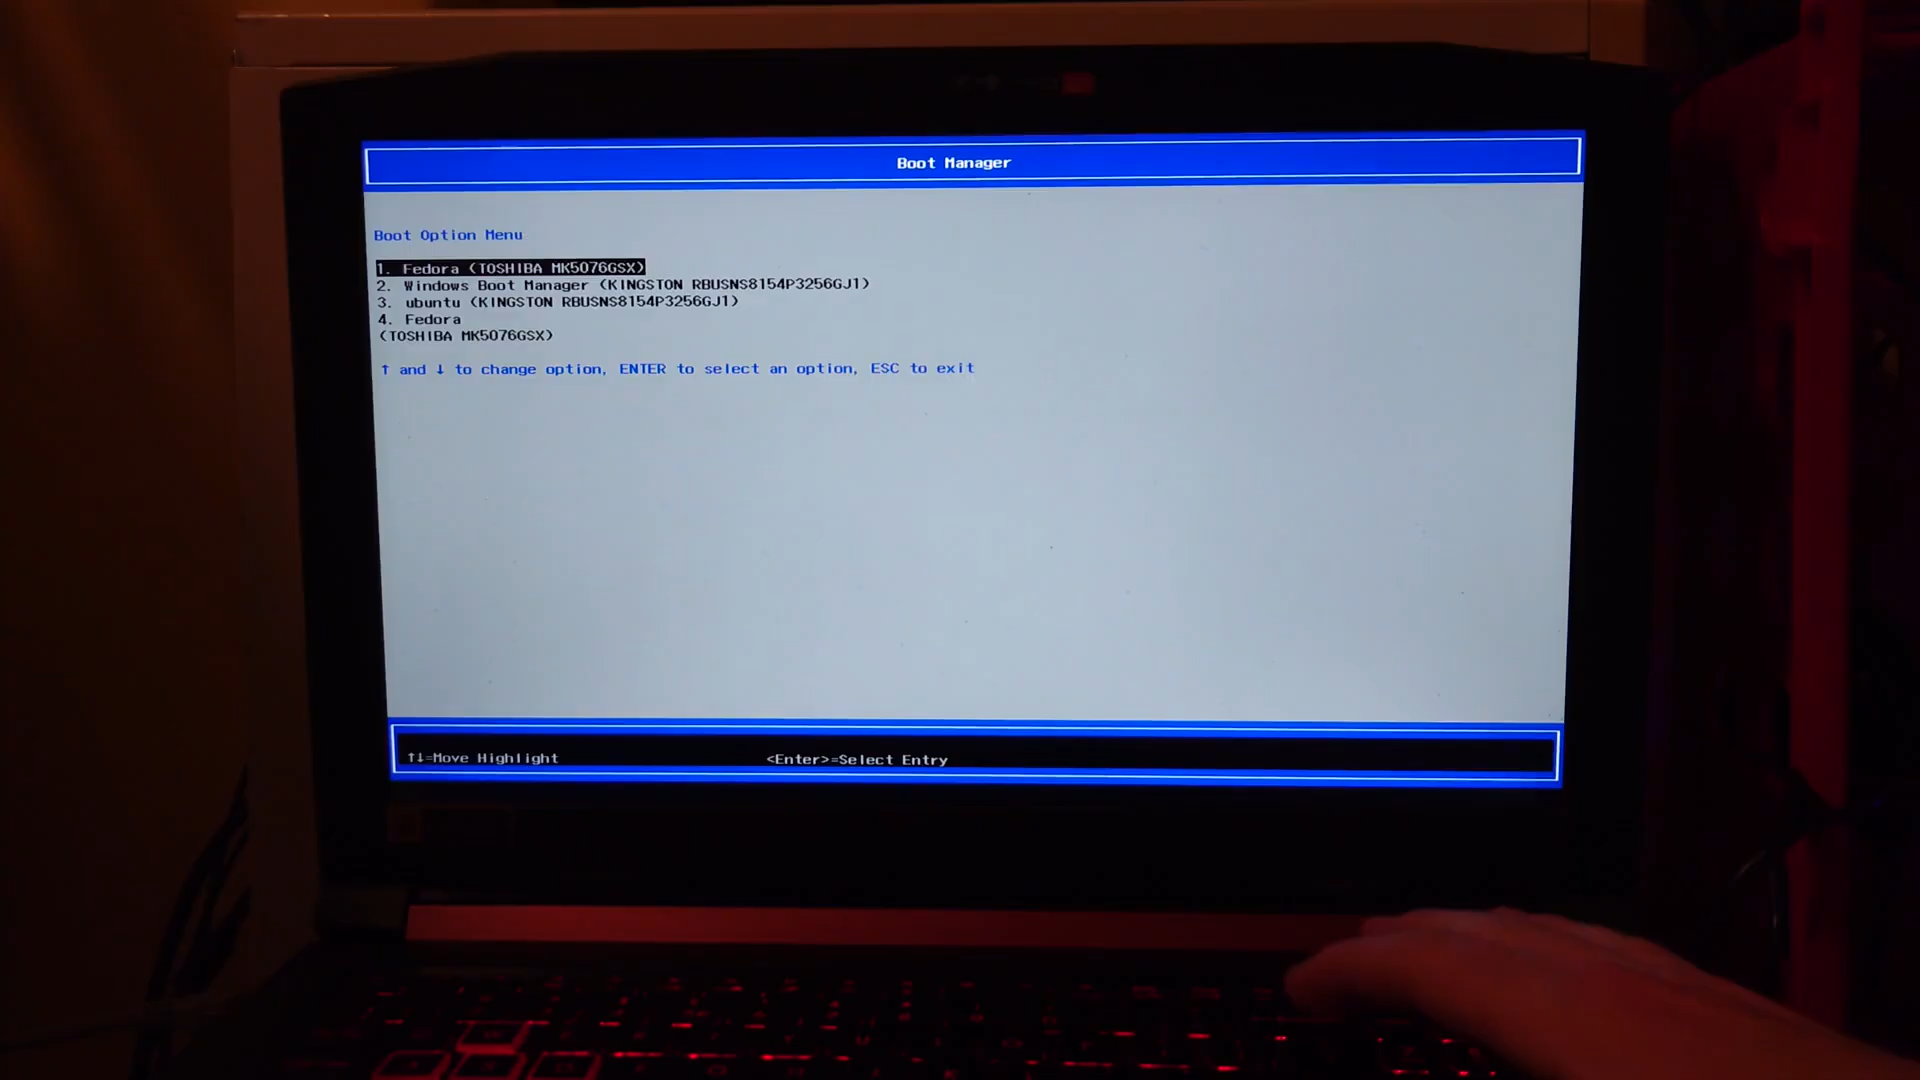 Boot Manager
Boot Option Menu
1. Fedora (TOSHIBA MK5076GSX)
2. Windows Boot Manager (KINGSTON RBUSNS8154P3256GJ1)
3. ubuntu (KINGSTON RBUSNS8154P3256GJ1)
4. Fedora
(TOSHIBA MK5076GSX)
↑ and ↓ to change option, ENTER to select an option, ESC to exit
↑↓=Move Highlight <Enter>=Select Entry